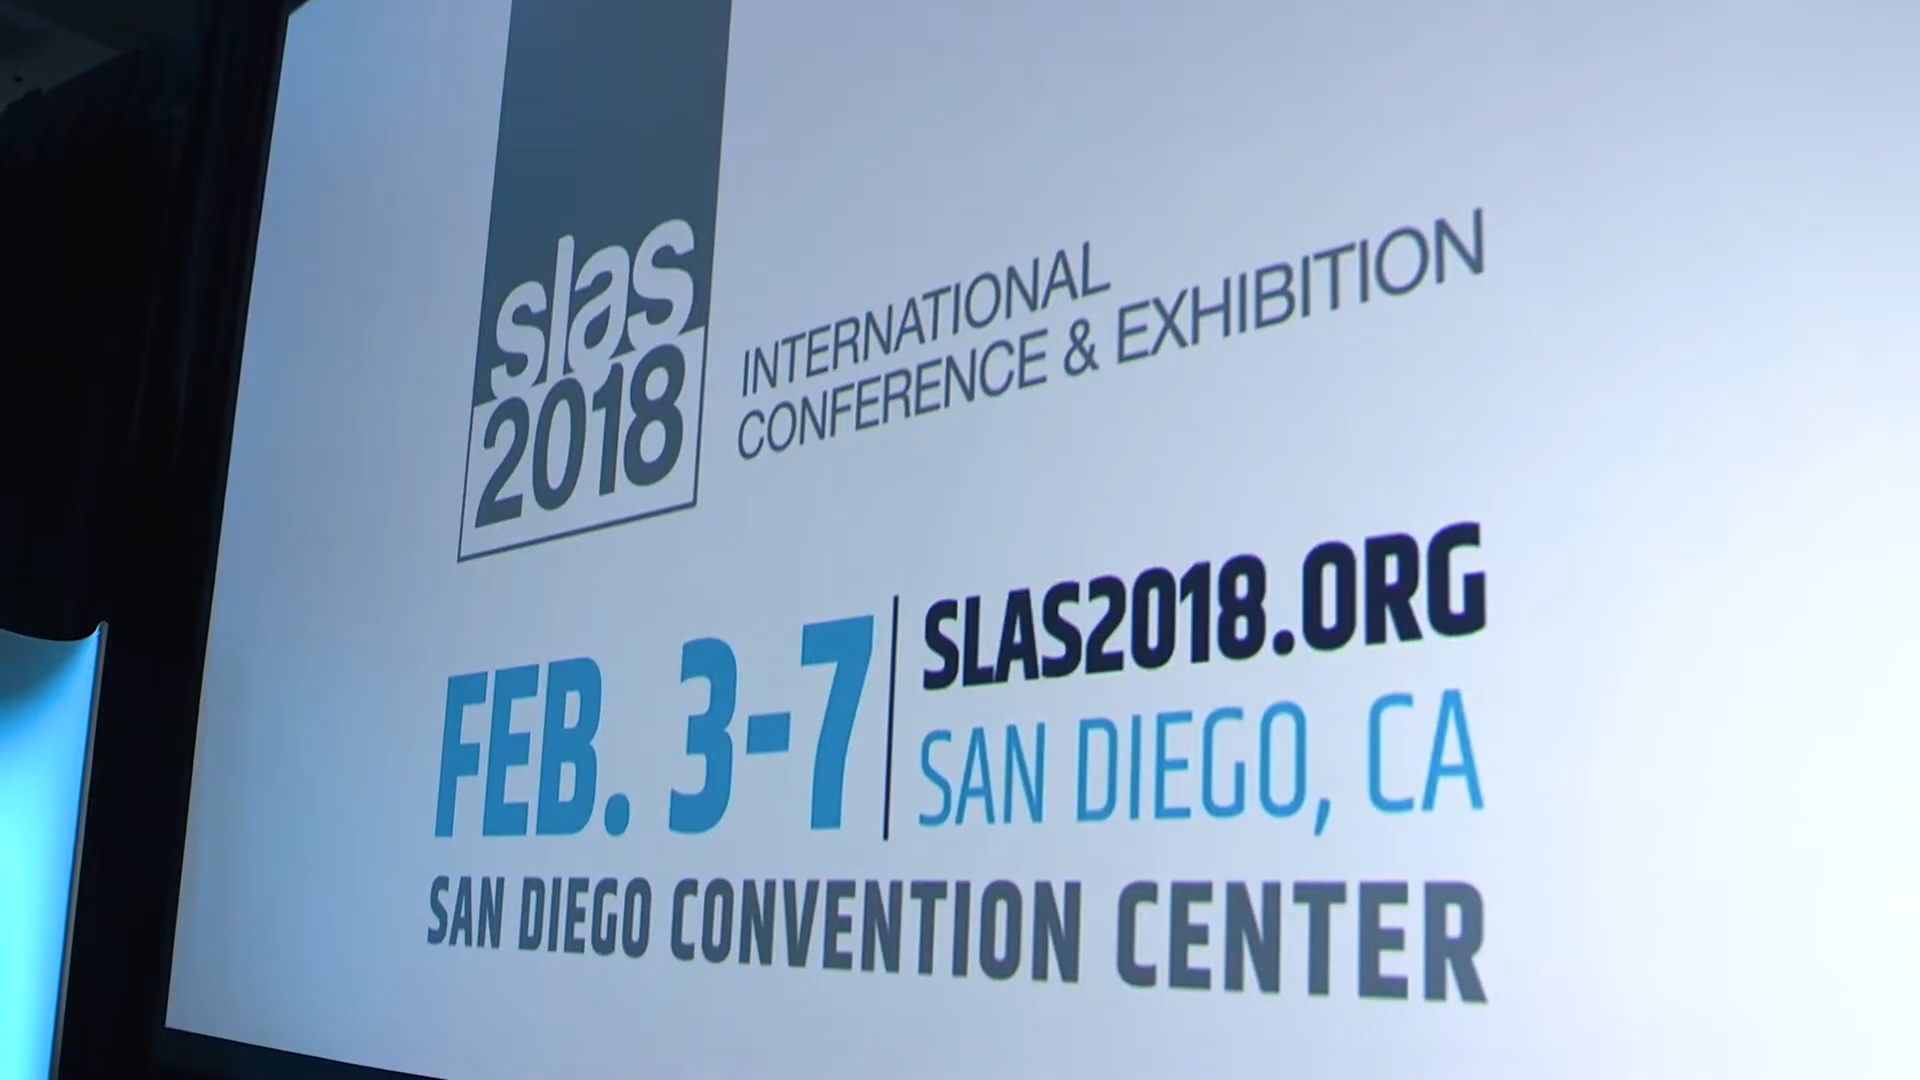 slas
2018
INTERNATIONAL
CONFERENCE & EXHIBITION
FEB. 3-7
SLAS2018.ORG
SAN DIEGO, CA
SAN DIEGO CONVENTION CENTER